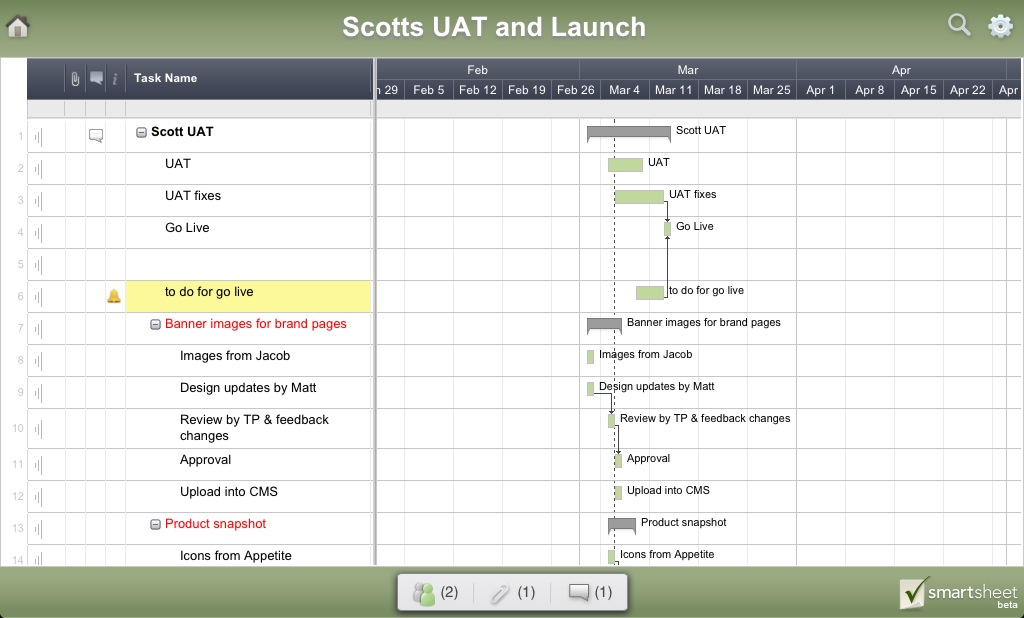 Scotts UAT and Launch
i Task Name
Feb Mar Apr
n 29 Feb 5 Feb 12 Feb 19 Feb 26 Mar 4 Mar 11 Mar 18 Mar 25 Apr 1 Apr 8 Apr 15 Apr 22 Apr
1 Scott UAT Scott UAT
2 UAT UAT
3 UAT fixes UAT fixes
4 Go Live Go Live
5
6 to do for go live to do for go live
7 Banner images for brand pages Banner images for brand pages
8 Images from Jacob Images from Jacob
9 Design updates by Matt Design updates by Matt
10 Review by TP & feedback Review by TP & feedback changes
changes
11 Approval Approval
12 Upload into CMS Upload into CMS
13 Product snapshot Product snapshot
14 Icons from Appetite Icons from Appetite
(2) (1) (1)
smartsheet
beta